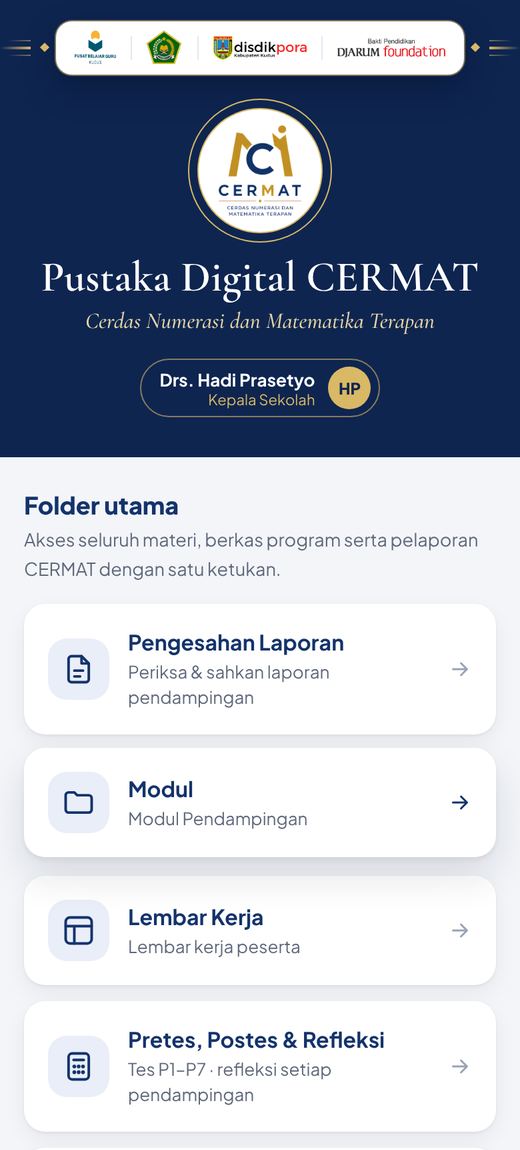 PUSAT BELAJAR GURU
KUDUS
disdikpora
Kabupaten Kudus
Bakti Pendidikan
DJARUM foundation
CERMAT
CERDAS NUMERASI DAN
MATEMATIKA TERAPAN
Pustaka Digital CERMAT
Cerdas Numerasi dan Matematika Terapan
Drs. Hadi Prasetyo
Kepala Sekolah
HP
Folder utama
Akses seluruh materi, berkas program serta pelaporan
CERMAT dengan satu ketukan.
Pengesahan Laporan
Periksa & sahkan laporan
pendampingan
Modul
Modul Pendampingan
Lembar Kerja
Lembar kerja peserta
Pretes, Postes & Refleksi
Tes P1–P7 · refleksi setiap
pendampingan